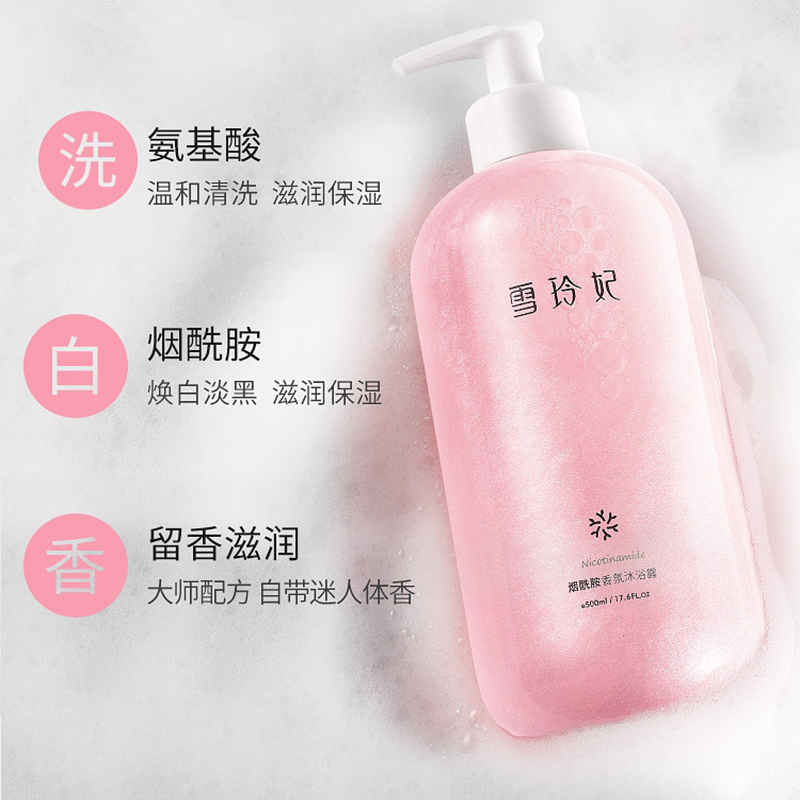 洗
氨基酸
温和清洗 滋润保湿
白
烟酰胺
焕白淡黑 滋润保湿
香
留香滋润
大师配方 自带迷人体香
雪玲妃
Nicotinamide
烟酰胺香氛沐浴露
e500ml / 17.6FL.OZ